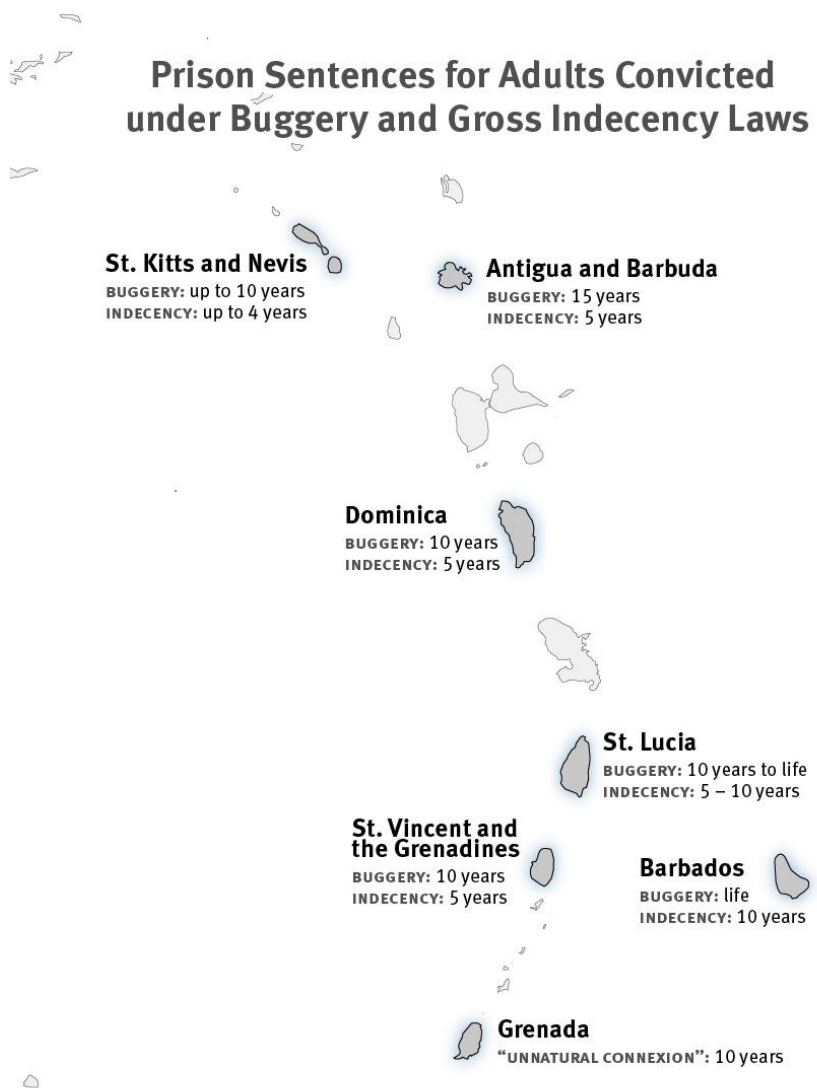 Prison Sentences for Adults Convicted
under Buggery and Gross Indecency Laws
St. Kitts and Nevis
BUGGERY: up to 10 years
INDECENCY: up to 4 years
Antigua and Barbuda
BUGGERY: 15 years
INDECENCY: 5 years
Dominica
BUGGERY: 10 years
INDECENCY: 5 years
St. Lucia
BUGGERY: 10 years to life
INDECENCY: 5 – 10 years
St. Vincent and
the Grenadines
BUGGERY: 10 years
INDECENCY: 5 years
Barbados
BUGGERY: life
INDECENCY: 10 years
Grenada
“UNNATURAL CONNEXION”: 10 years